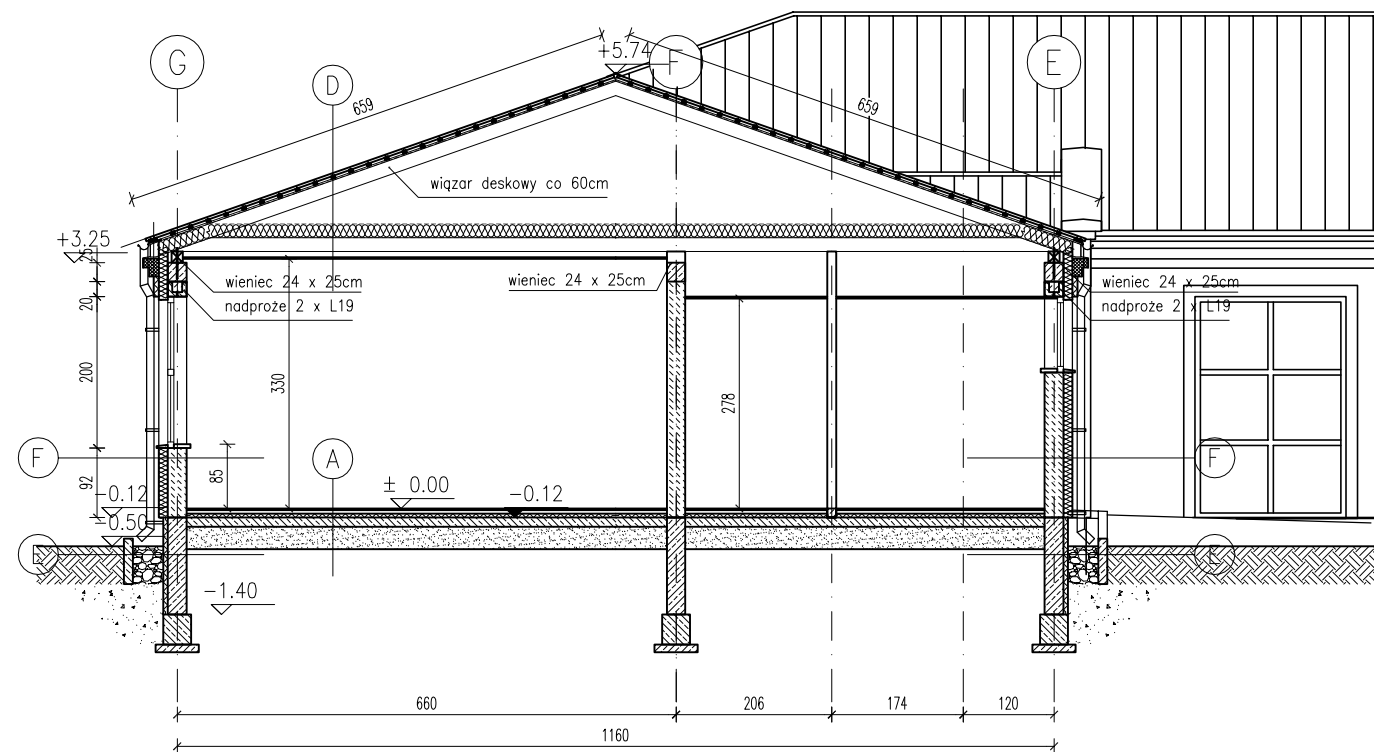 G
F
E
+5.74
D
659
659
wiązar deskowy co 60cm
+3.25
25
wieniec 24 x 25cm
nadproże 2 x L19
wieniec 24 x 25cm
wieniec 24 x 25cm
nadproże 2 x L19
20
200
330
278
F
A
F
92
85
± 0.00
-0.12
-0.12
-0.50
E
E
-1.40
660
206
174
120
1160